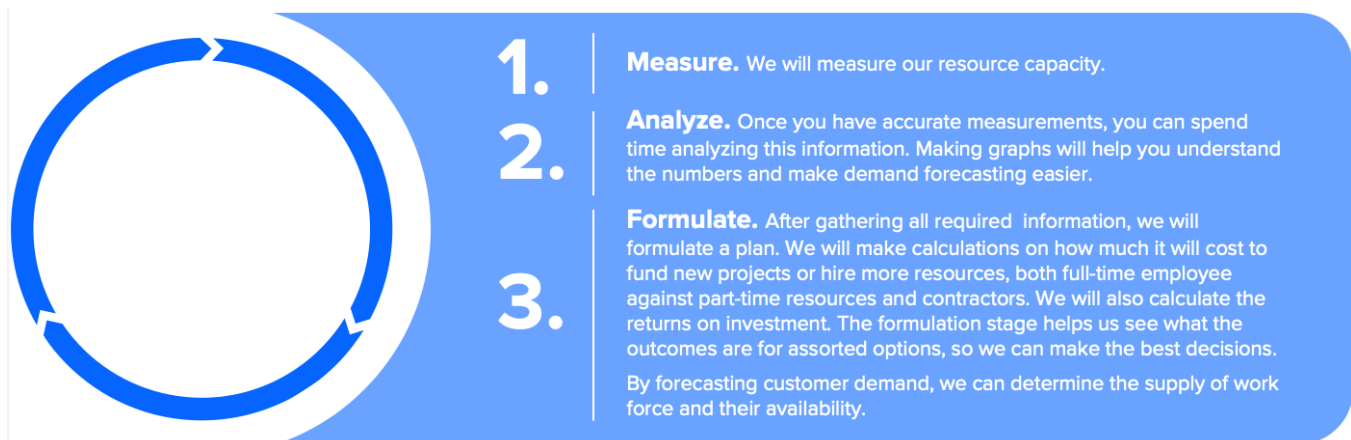 1.
Measure. We will measure our resource capacity.
2.
Analyze. Once you have accurate measurements, you can spend
time analyzing this information. Making graphs will help you understand
the numbers and make demand forecasting easier.
3.
Formulate. After gathering all required information, we will
formulate a plan. We will make calculations on how much it will cost to
fund new projects or hire more resources, both full-time employee
against part-time resources and contractors. We will also calculate the
returns on investment. The formulation stage helps us see what the
outcomes are for assorted options, so we can make the best decisions.
By forecasting customer demand, we can determine the supply of work
force and their availability.